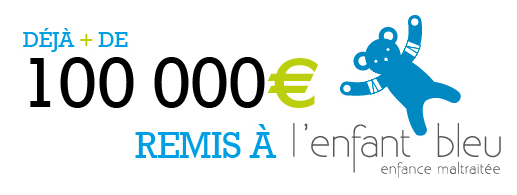 DÉJÀ + DE
100 000€
REMIS À l'enfant bleu
enfance maltraitée